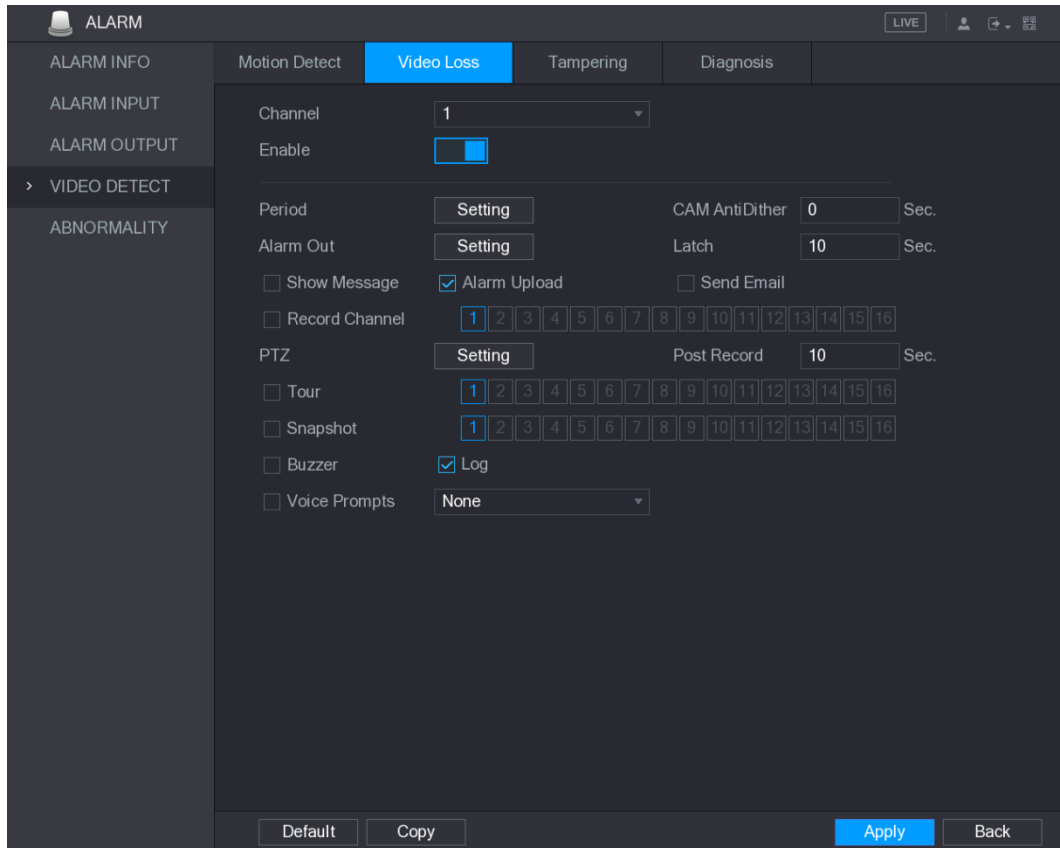 ALARM LIVE
ALARM INFO
ALARM INPUT
ALARM OUTPUT
VIDEO DETECT
ABNORMALITY
Motion Detect Video Loss Tampering Diagnosis
Channel 1
Enable
Period Setting CAM AntiDither 0 Sec.
Alarm Out Setting Latch 10 Sec.
Show Message Alarm Upload Send Email
Record Channel 1 2 3 4 5 6 7 8 9 10 11 12 13 14 15 16
PTZ Setting Post Record 10 Sec.
Tour 1 2 3 4 5 6 7 8 9 10 11 12 13 14 15 16
Snapshot 1 2 3 4 5 6 7 8 9 10 11 12 13 14 15 16
Buzzer Log
Voice Prompts None
Default Copy Apply Back